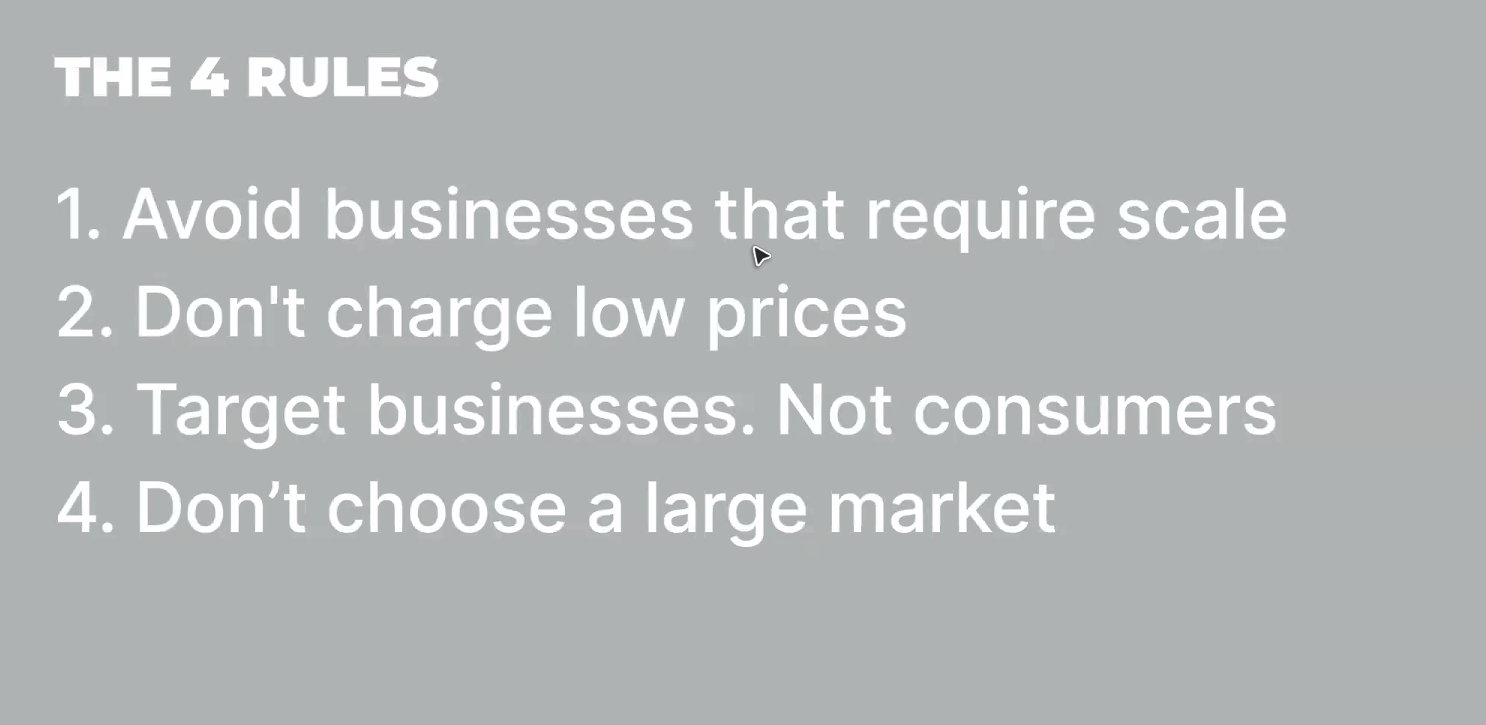 THE 4 RULES
1. Avoid businesses that require scale
2. Don't charge low prices
3. Target businesses. Not consumers
4. Don’t choose a large market